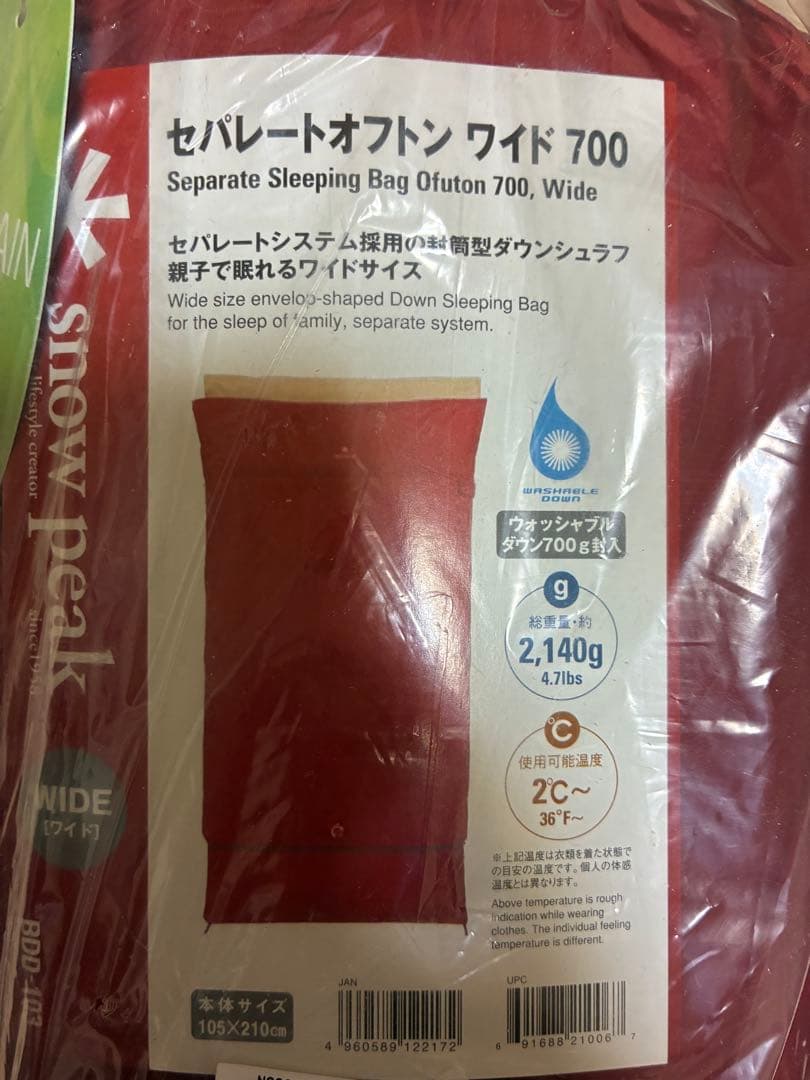 セパレートオフトン ワイド 700
Separate Sleeping Bag Ofuton 700, Wide
セパレートシステム採用の封筒型ダウンシュラフ
親子で眠れるワイドサイズ
Wide size envelop-shaped Down Sleeping Bag
for the sleep of family, separate system.
WASHABLE
DOWN
ウォッシャブル
ダウン700g封入
g
総重量・約
2,140g
4.7lbs
℃
使用可能温度
2℃〜
36°F〜
※上記温度は衣類を着た状態で
の目安の温度です。個人の体感
温度とは異なります。
Above temperature is rough
indication while wearing
clothes. The individual feeling
temperature is different.
本体サイズ
105×210cm
JAN
4 960589 122172
UPC
6 91688 21006 7
snow peak
lifestyle creator
since1958
WIDE
[ワイド]
BDD-103
AIN